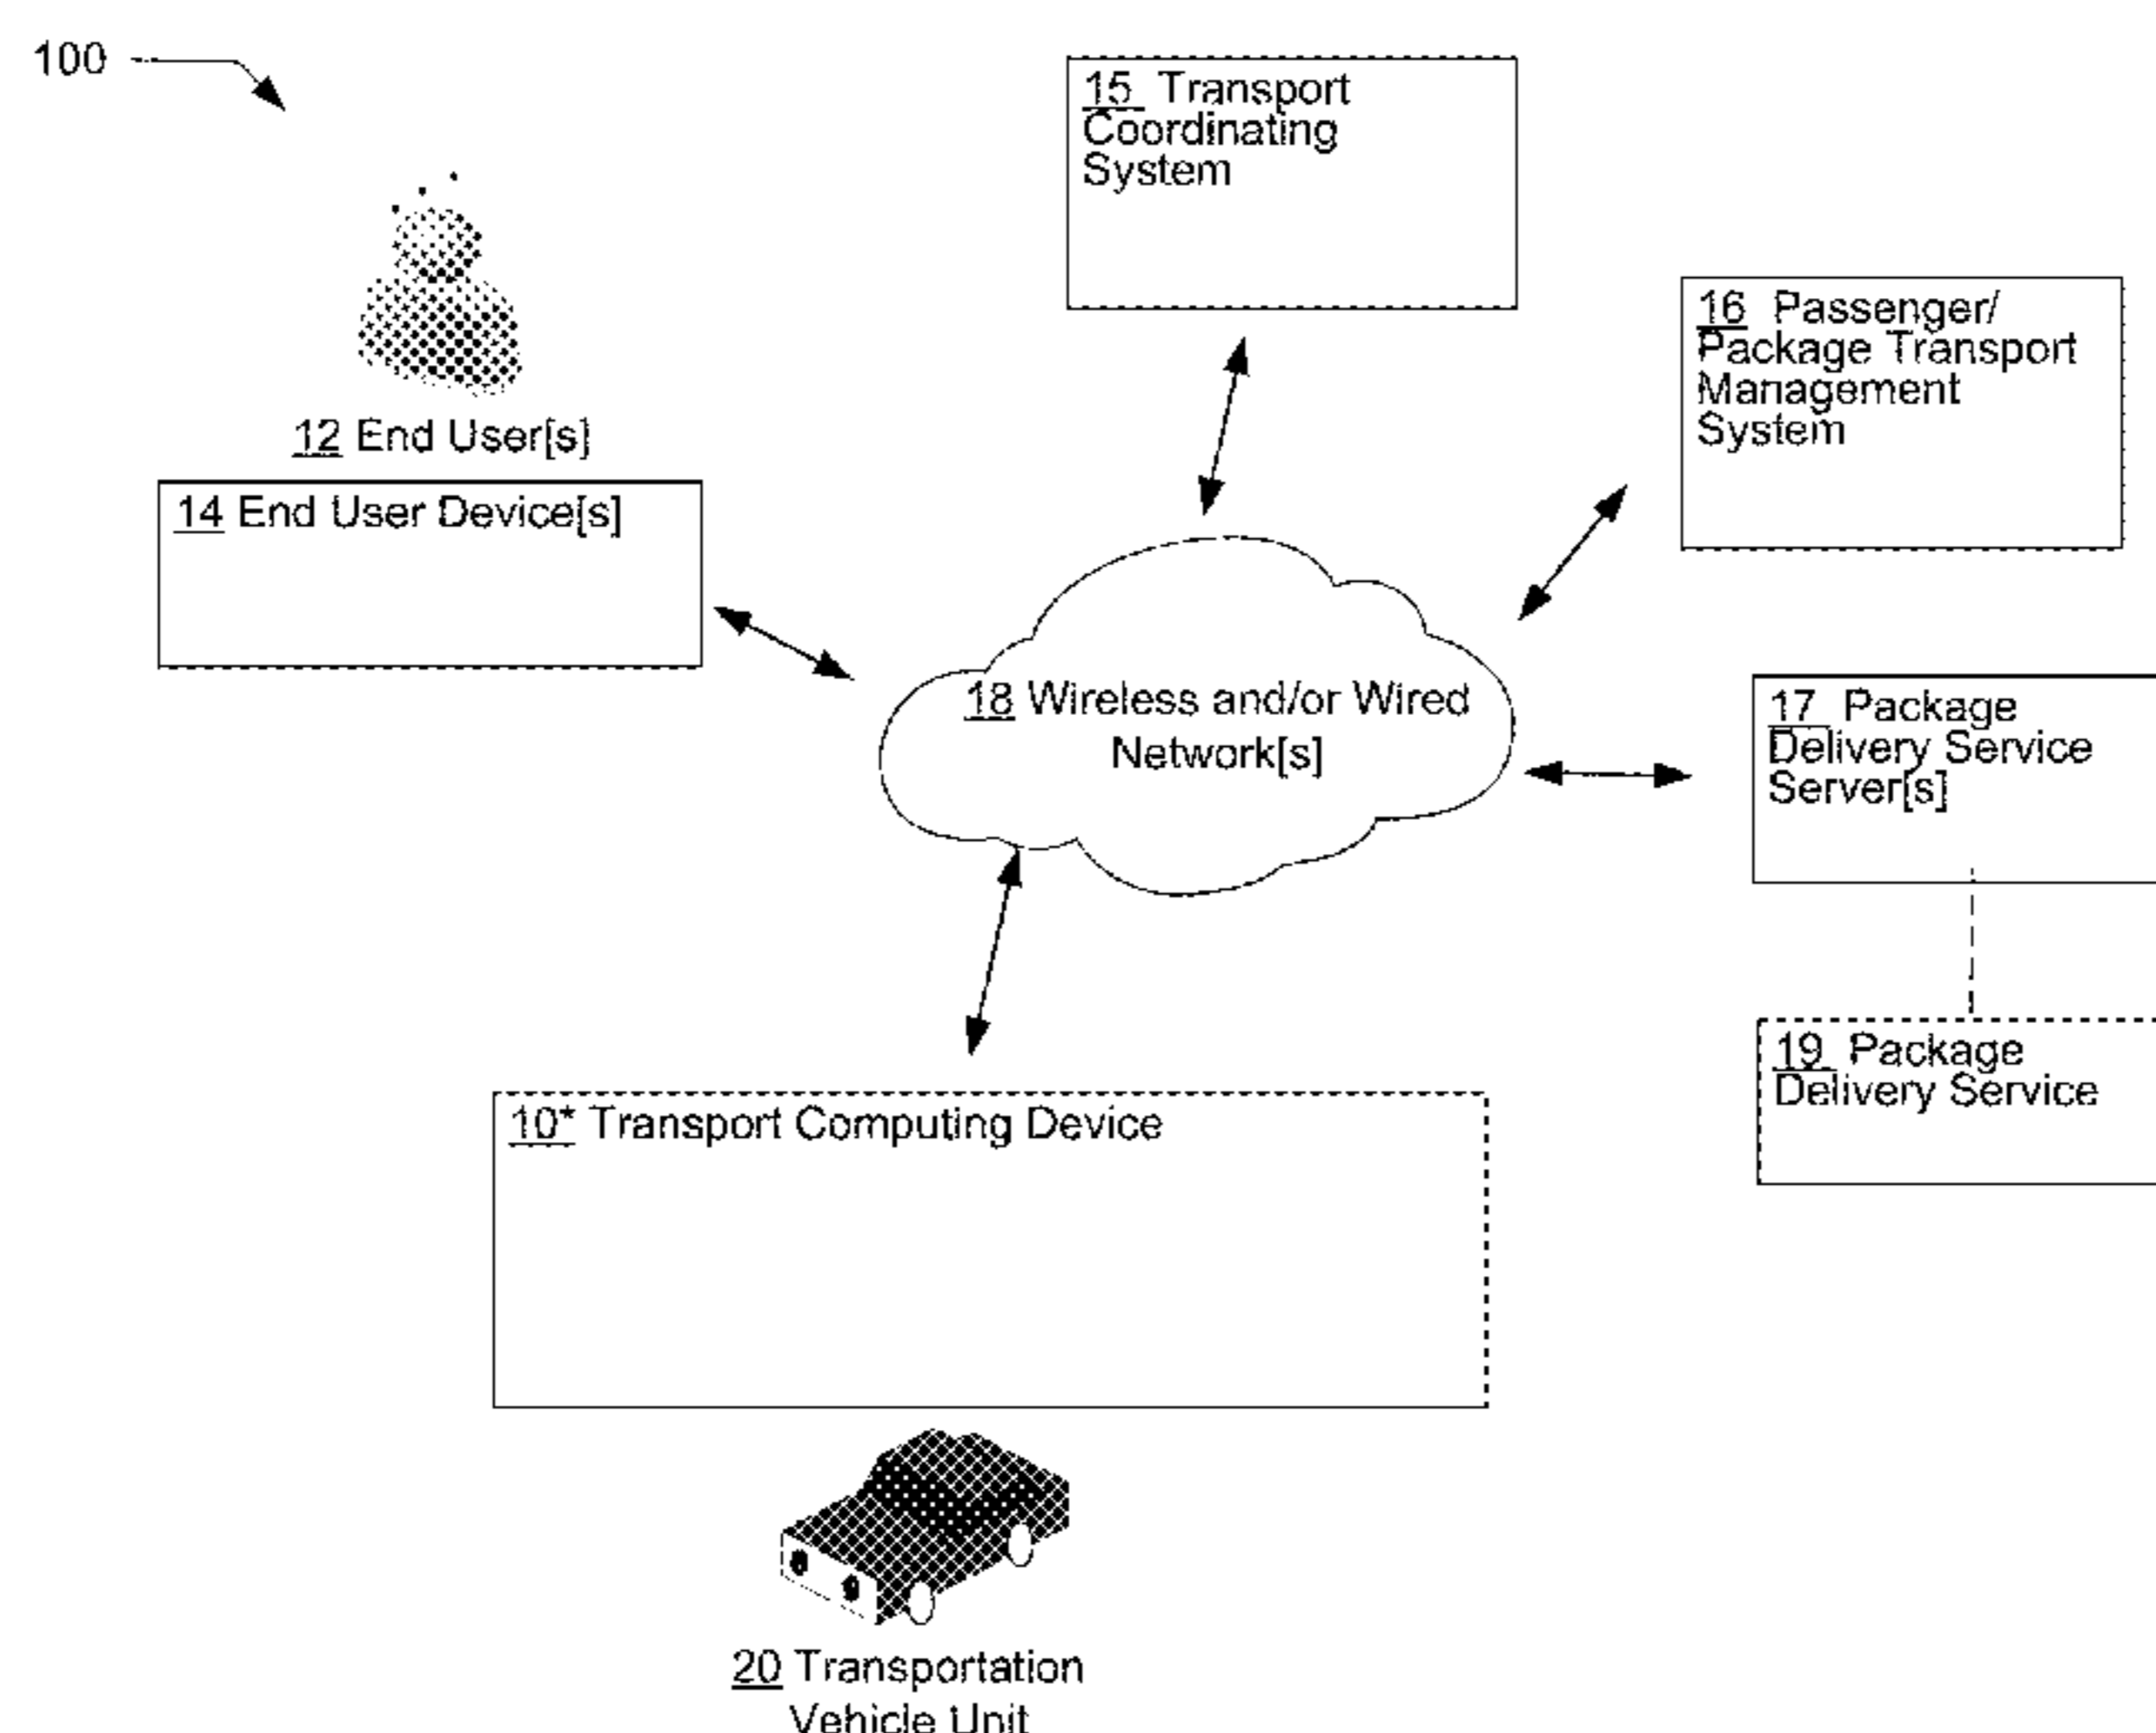 100
15 Transport
Coordinating
System
16 Passenger/
Package Transport
Management
System
12 End User[s]
14 End User Device[s]
18 Wireless and/or Wired
Network[s]
17 Package
Delivery Service
Server[s]
19 Package
Delivery Service
10* Transport Computing Device
20 Transportation
Vehicle Unit